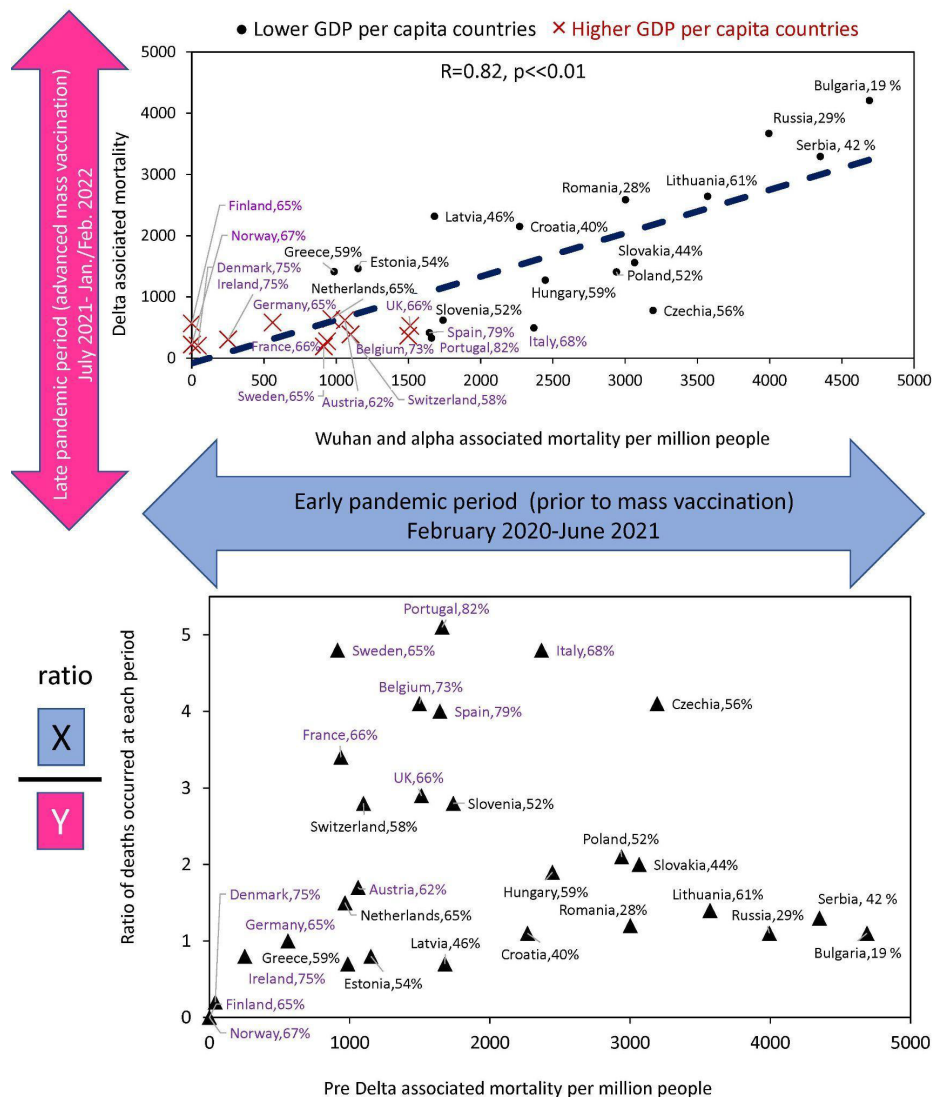 ● Lower GDP per capita countries × Higher GDP per capita countries
R=0.82, p<<0.01
Late pandemic period (advanced mass vaccination)
July 2021- Jan./Feb. 2022
Delta asoiciated mortality
5000
4000
3000
2000
1000
0
Bulgaria,19 %
Russia,29%
Serbia, 42 %
Lithuania,61%
Romania,28%
Latvia,46%
Croatia,40%
Slovakia,44%
Poland,52%
Hungary,59%
Czechia,56%
Finland,65%
Norway,67%
Denmark,75%
Ireland,75%
Greece,59%
Estonia,54%
Germany,65%
Netherlands,65%
UK,66%
Slovenia,52%
Spain,79%
Portugal,82%
Italy,68%
France,66%
Belgium,73%
Sweden,65%
Austria,62%
Switzerland,58%
0 500 1000 1500 2000 2500 3000 3500 4000 4500 5000
Wuhan and alpha associated mortality per million people
Early pandemic period (prior to mass vaccination)
February 2020-June 2021
ratio
X
Y
Ratio of deaths occurred at each period
5
4
3
2
1
0
Portugal,82%
Sweden,65%
Italy,68%
Belgium,73%
Spain,79%
Czechia,56%
France,66%
UK,66%
Slovenia,52%
Switzerland,58%
Poland,52%
Slovakia,44%
Denmark,75%
Austria,62%
Hungary,59%
Netherlands,65%
Lithuania,61%
Serbia, 42 %
Germany,65%
Romania,28%
Russia,29%
Greece,59%
Latvia,46%
Croatia,40%
Bulgaria,19 %
Ireland,75%
Estonia,54%
Finland,65%
Norway,67%
0 1000 2000 3000 4000 5000
Pre Delta associated mortality per million people